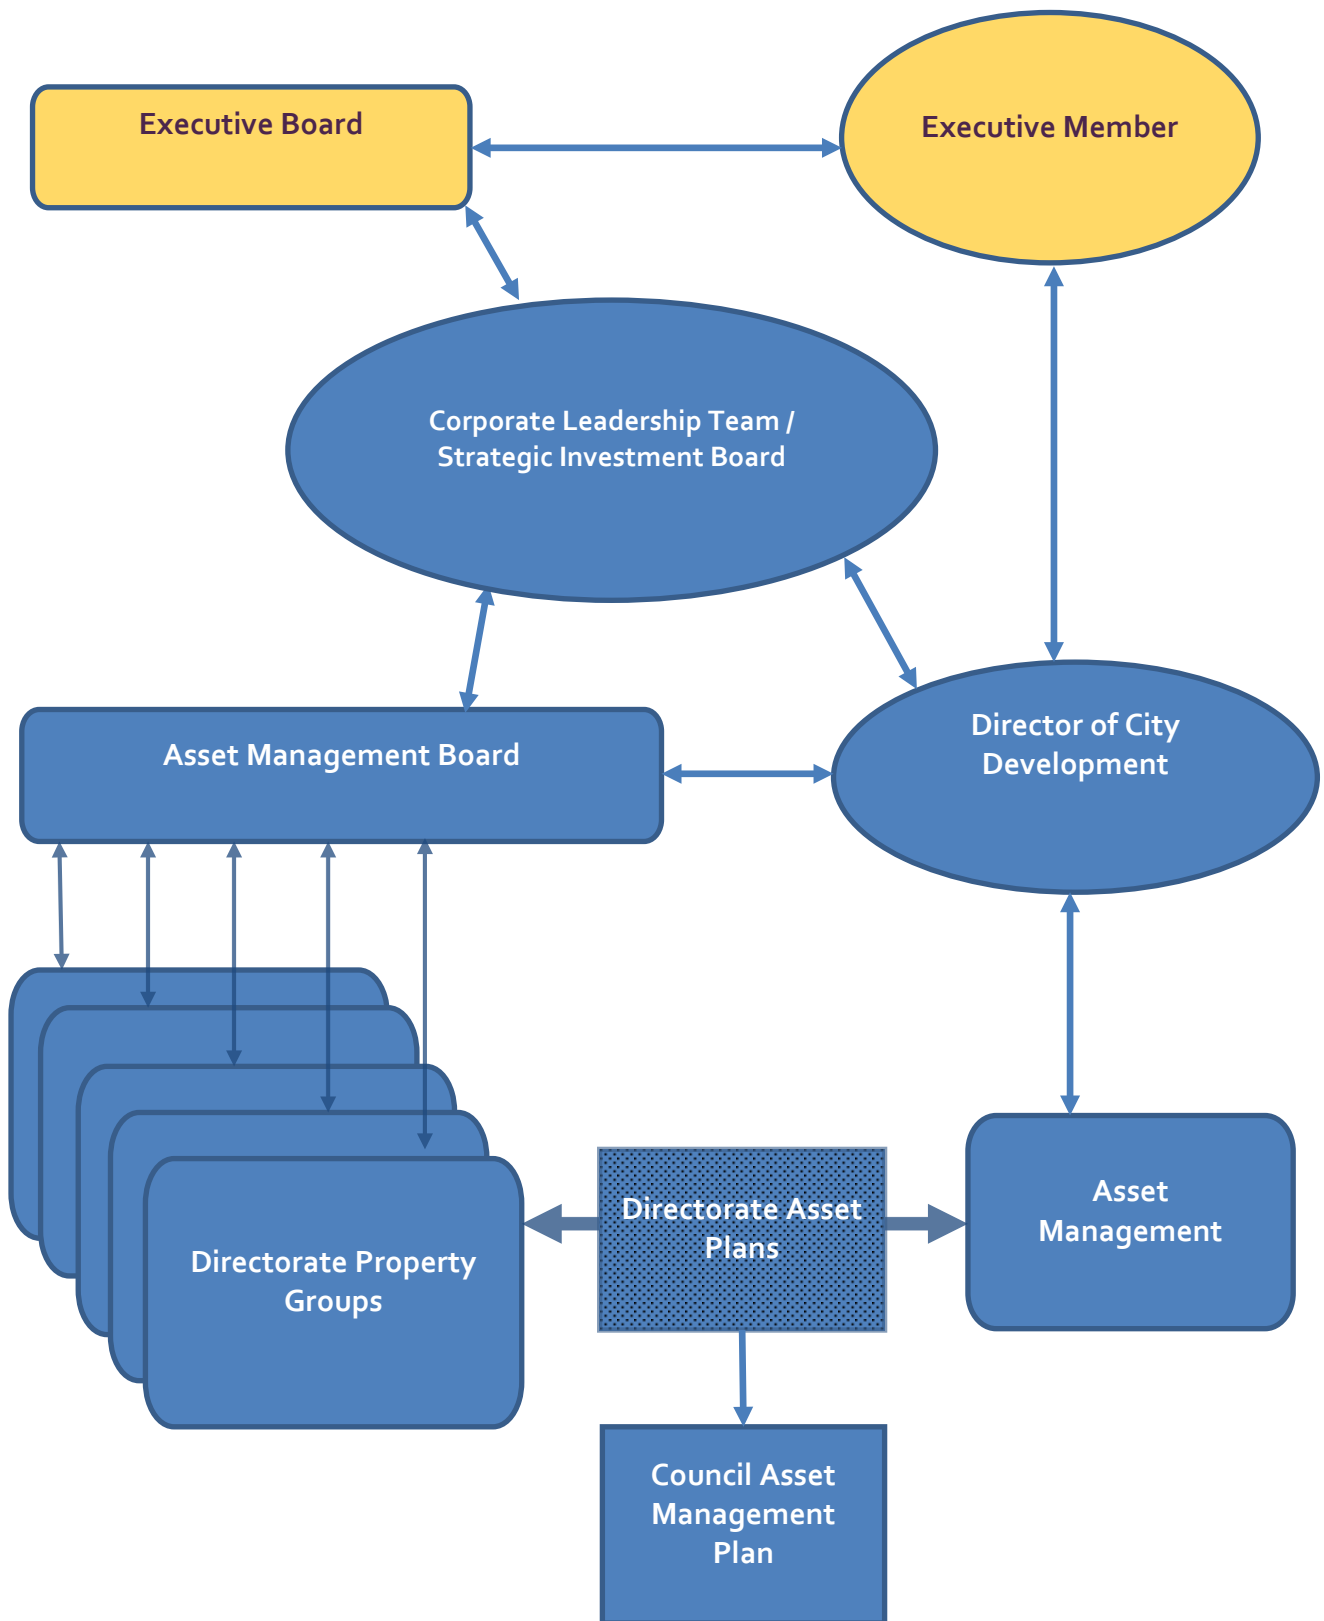 Executive Board
Executive Member
Corporate Leadership Team /
Strategic Investment Board
Asset Management Board
Director of City
Development
Directorate Property
Groups
Directorate Asset
Plans
Asset
Management
Council Asset
Management
Plan